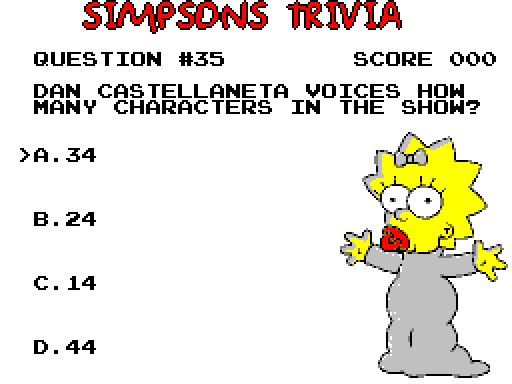 SIMPSONS TRIVIA
QUESTION #35 SCORE 000
DAN CASTELLANETA VOICES HOW
MANY CHARACTERS IN THE SHOW?
>A.34
B.24
C.14
D.44